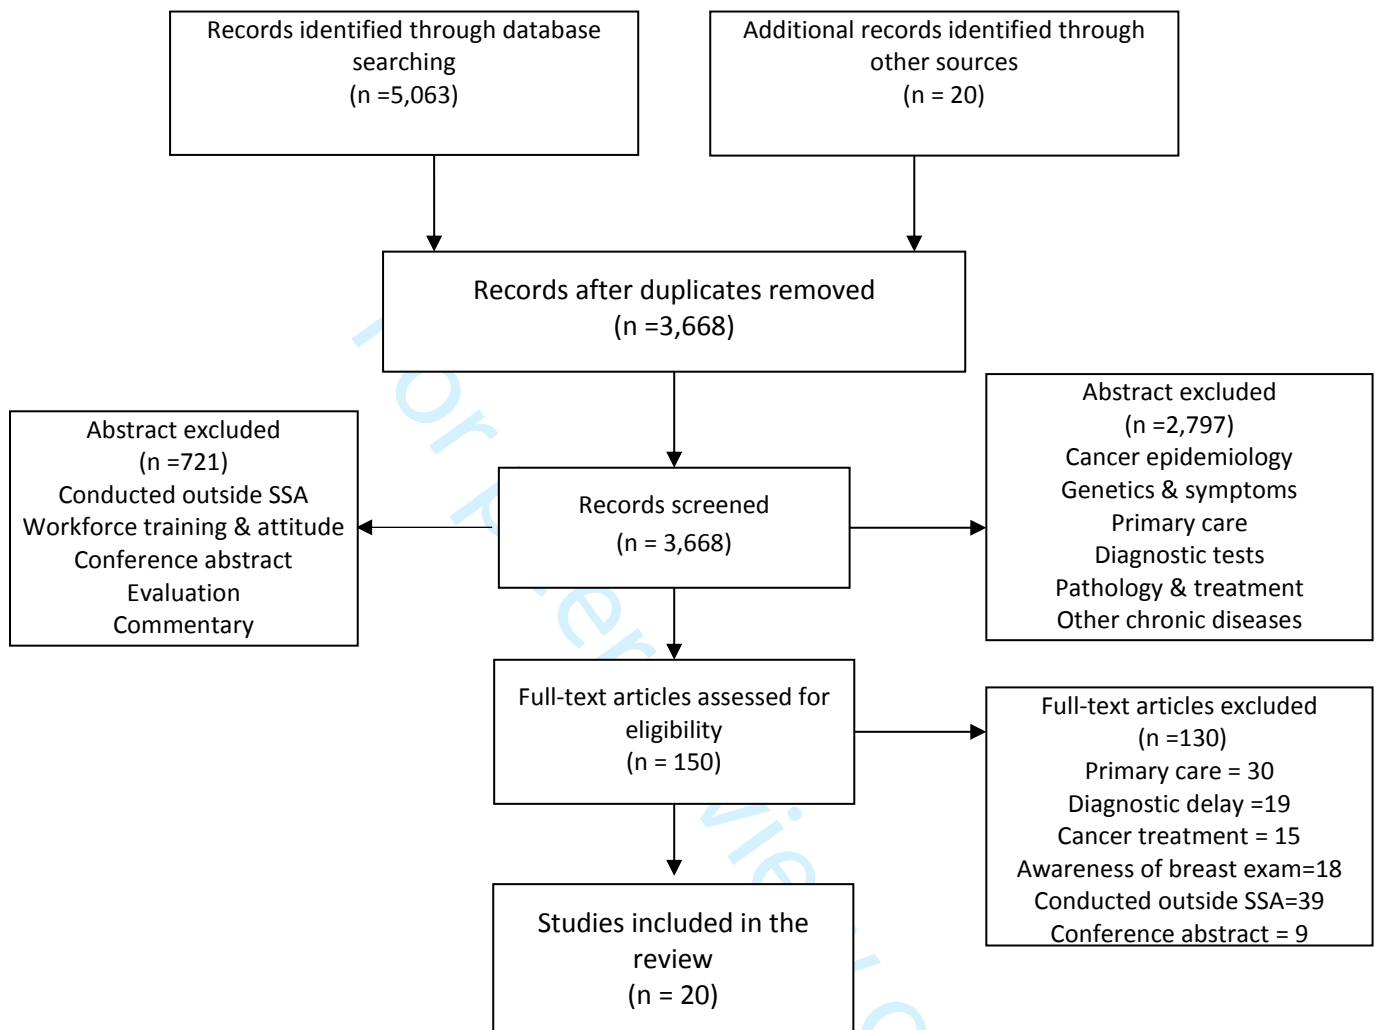 Records identified through database
searching
(n =5,063)
Additional records identified through
other sources
(n = 20)
Records after duplicates removed
(n =3,668)
Abstract excluded
(n =721)
Conducted outside SSA
Workforce training & attitude
Conference abstract
Evaluation
Commentary
Records screened
(n = 3,668)
Abstract excluded
(n =2,797)
Cancer epidemiology
Genetics & symptoms
Primary care
Diagnostic tests
Pathology & treatment
Other chronic diseases
Full-text articles assessed for
eligibility
(n = 150)
Full-text articles excluded
(n =130)
Primary care = 30
Diagnostic delay =19
Cancer treatment = 15
Awareness of breast exam=18
Conducted outside SSA=39
Conference abstract = 9
Studies included in the
review
(n = 20)